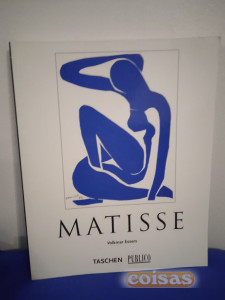 MATISSE
Volkmar Essers
TASCHEN PÚBLICO
coisas